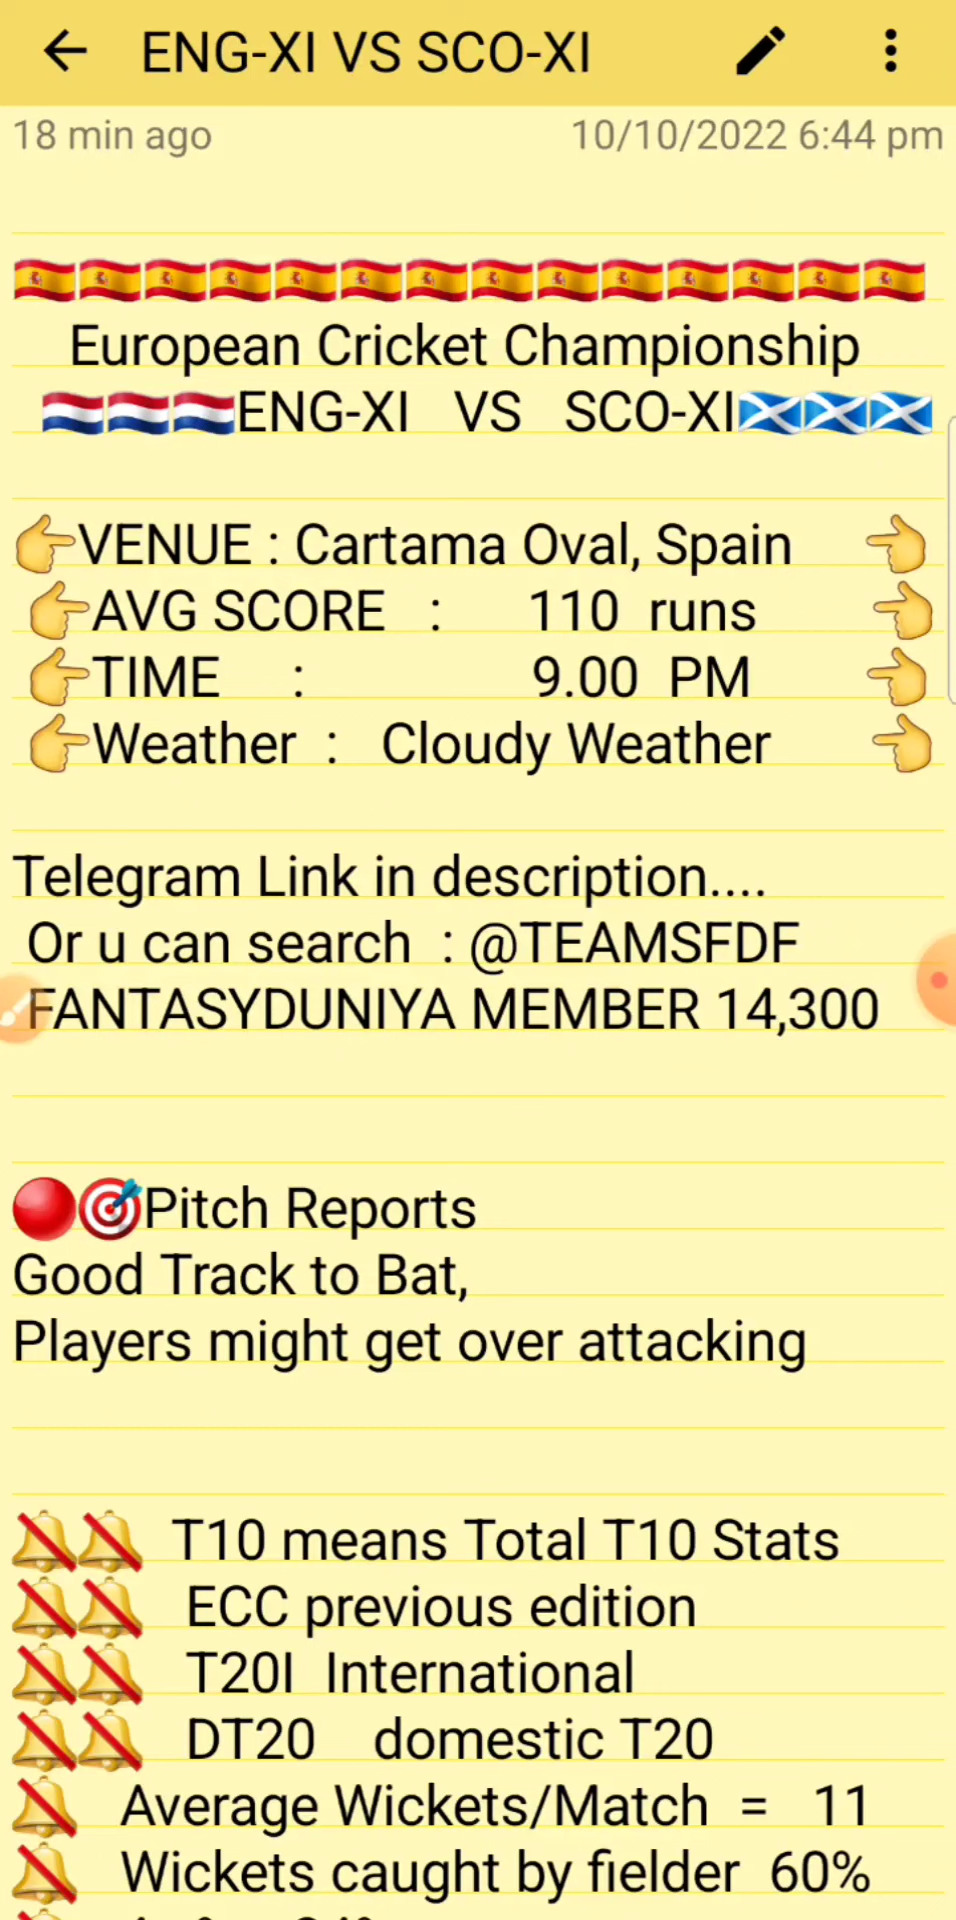 ENG-XI VS SCO-XI
18 min ago 10/10/2022 6:44 pm
🇪🇸🇪🇸🇪🇸🇪🇸🇪🇸🇪🇸🇪🇸🇪🇸🇪🇸🇪🇸🇪🇸🇪🇸🇪🇸🇪🇸
European Cricket Championship
🇳🇱🇳🇱🇳🇱ENG-XI VS SCO-XI🏴󠁧󠁢󠁳󠁣󠁴󠁿🏴󠁧󠁢󠁳󠁣󠁴󠁿🏴󠁧󠁢󠁳󠁣󠁴󠁿
👉VENUE : Cartama Oval, Spain 👈
👉AVG SCORE : 110 runs 👈
👉TIME : 9.00 PM 👈
👉Weather : Cloudy Weather 👈
Telegram Link in description....
Or u can search : @TEAMSFDF
FANTASYDUNIYA MEMBER 14,300
🔴🎯Pitch Reports
Good Track to Bat,
Players might get over attacking
🔕🔕 T10 means Total T10 Stats
🔕🔕 ECC previous edition
🔕🔕 T20I International
🔕🔕 DT20 domestic T20
🔕 Average Wickets/Match = 11
🔕 Wickets caught by fielder 60%